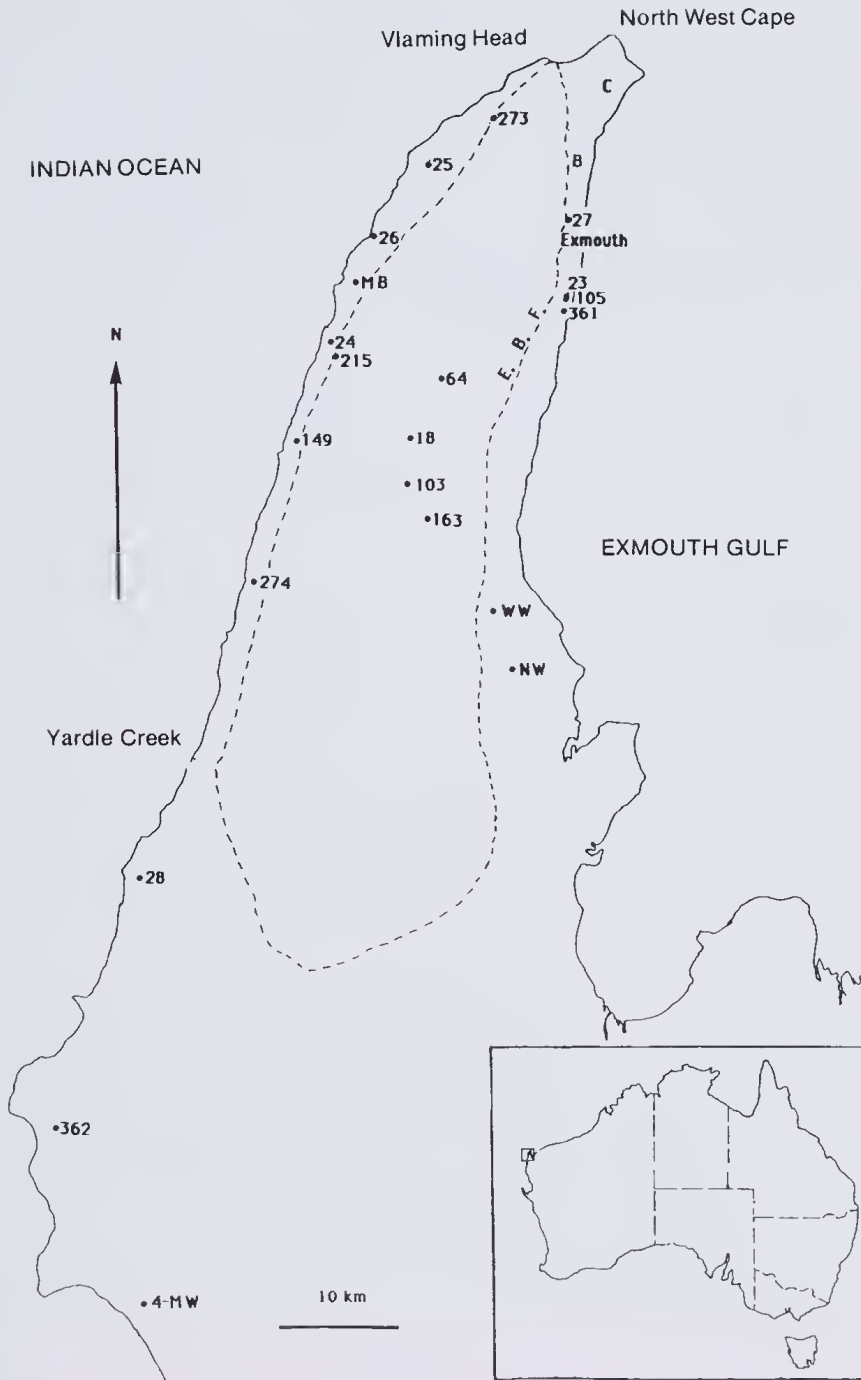 North West Cape
Vlaming Head
C
273
INDIAN OCEAN
25
B
27
26
Exmouth
MB
23
105
361
N
24
215
E. B. F.
64
149
18
103
163
EXMOUTH GULF
274
WW
NW
Yardle Creek
28
362
4-MW
10 km